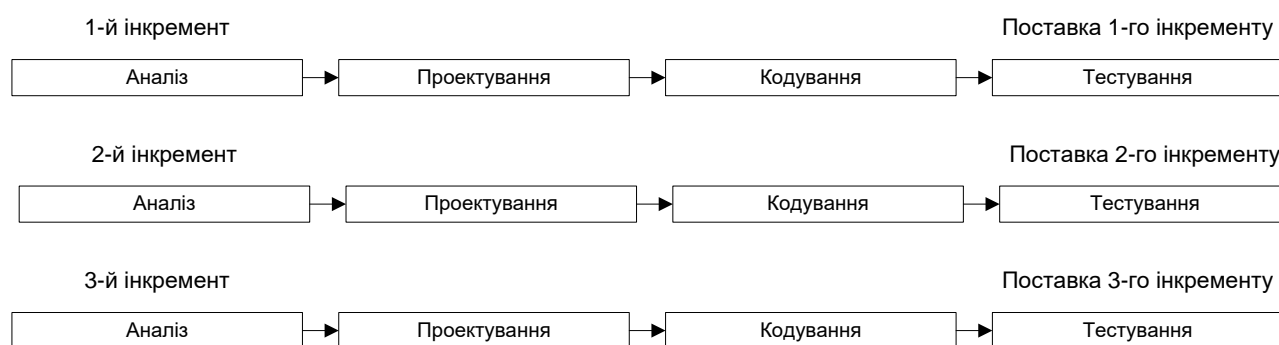 1-й інкремент Поставка 1-го інкременту
Аналіз Проектування Кодування Тестування
2-й інкремент Поставка 2-го інкременту
Аналіз Проектування Кодування Тестування
3-й інкремент Поставка 3-го інкременту
Аналіз Проектування Кодування Тестування